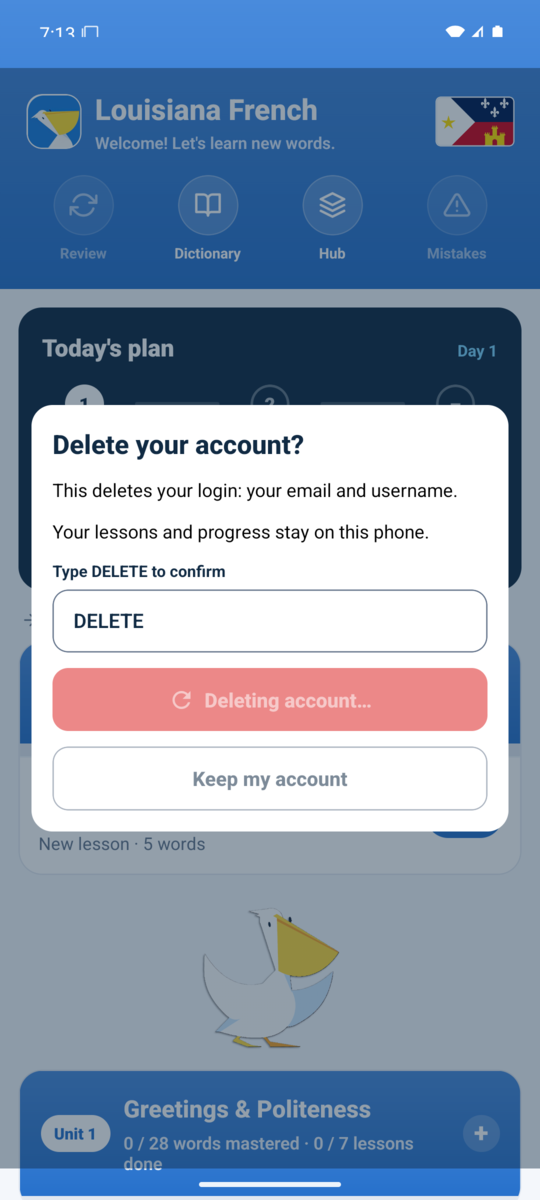 7:13
Louisiana French
Welcome! Let's learn new words.
Review
Dictionary
Hub
Mistakes
Today's plan
Day 1
1
2
Delete your account?
This deletes your login: your email and username.
Your lessons and progress stay on this phone.
Type DELETE to confirm
DELETE
Deleting account…
Keep my account
New lesson · 5 words
Unit 1
Greetings & Politeness
0 / 28 words mastered · 0 / 7 lessons
done